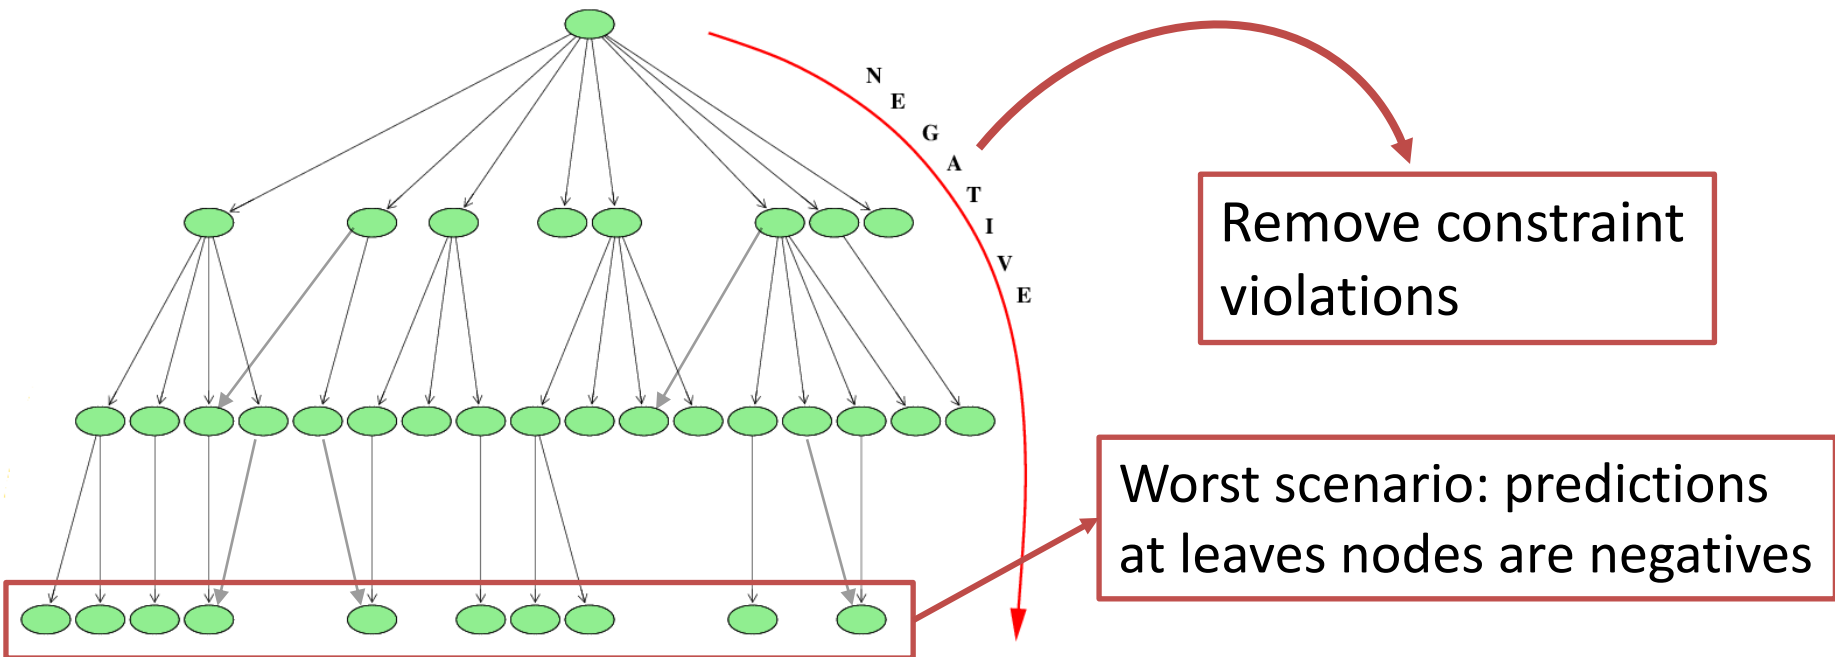 NEGATIVE
Remove constraint
violations
Worst scenario: predictions
at leaves nodes are negatives